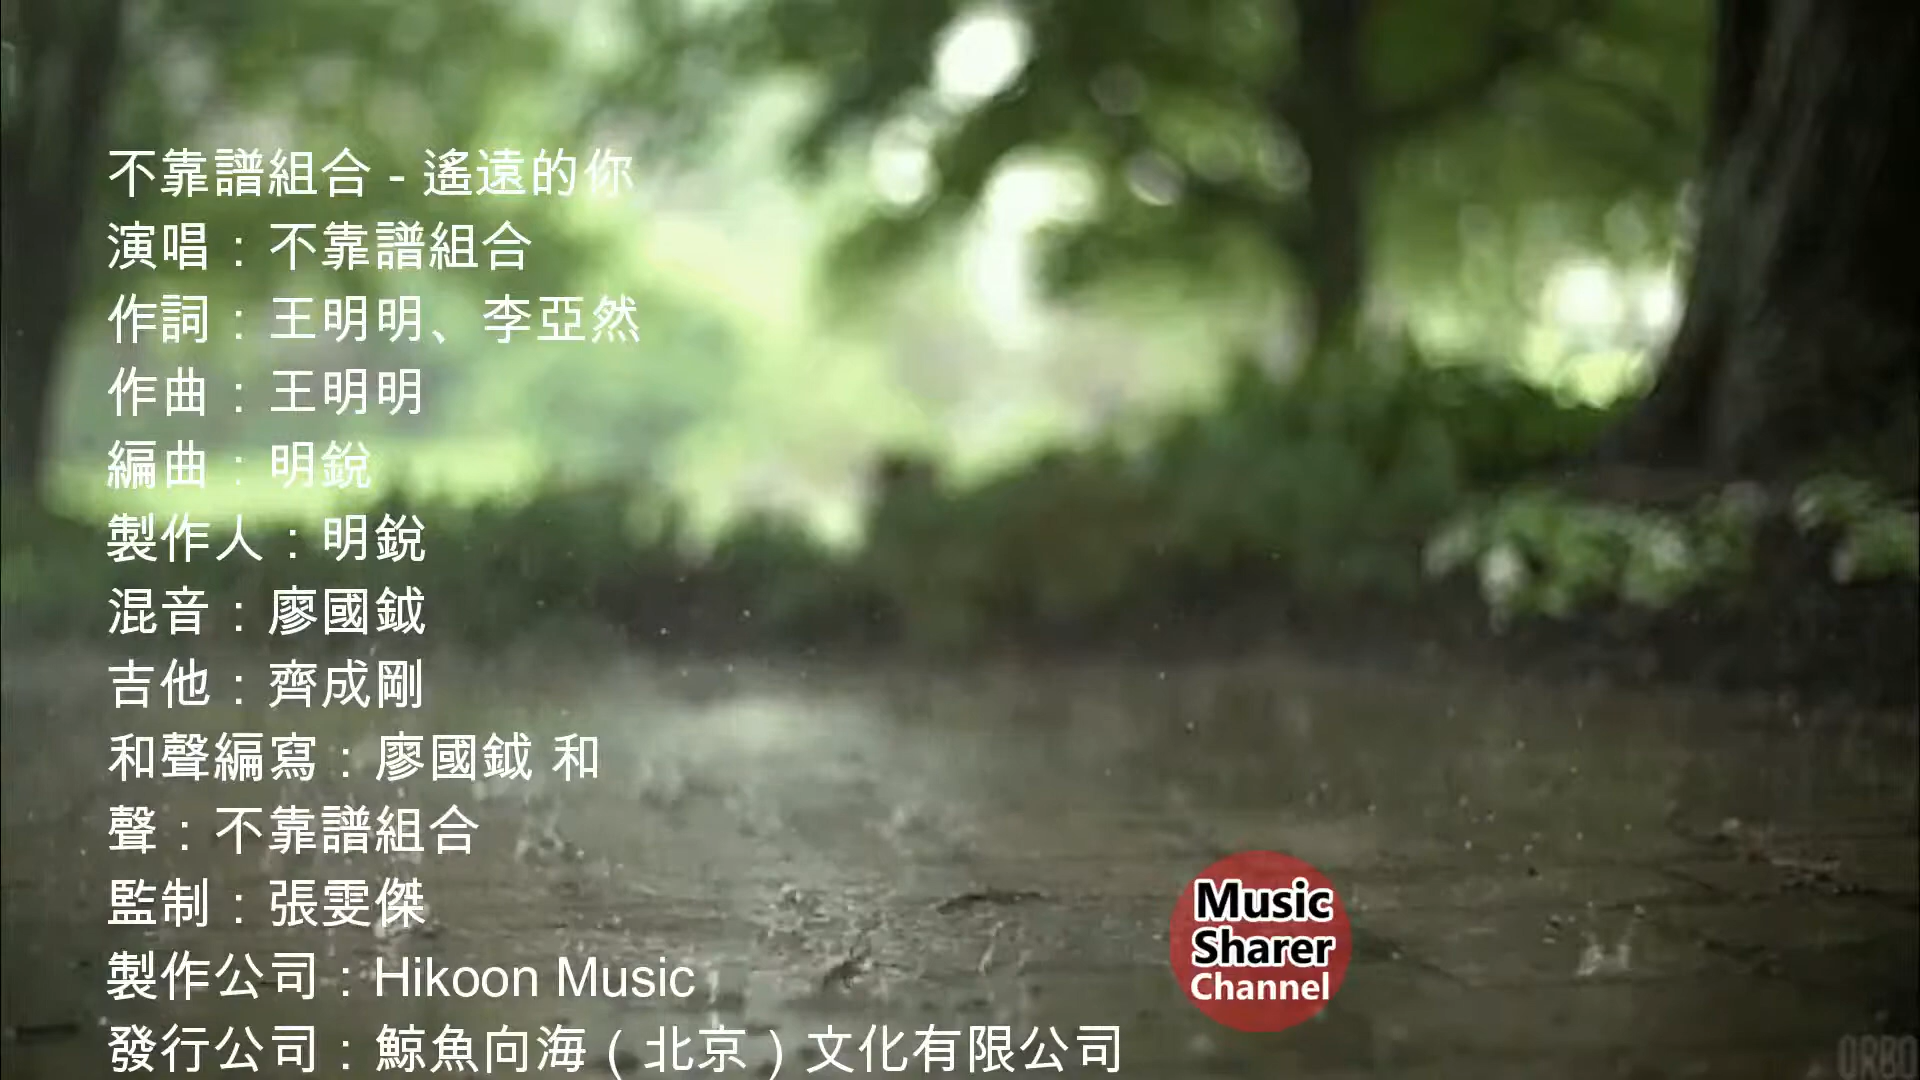 不靠譜組合 - 遙遠的你
演唱：不靠譜組合
作詞：王明明、李亞然
作曲：王明明
編曲：明銳
製作人：明銳
混音：廖國鉞
吉他：齊成剛
和聲編寫：廖國鉞 和
聲：不靠譜組合
監制：張雯傑
製作公司：Hikoon Music
發行公司：鯨魚向海（北京）文化有限公司
Music
Sharer
Channel
ORBO